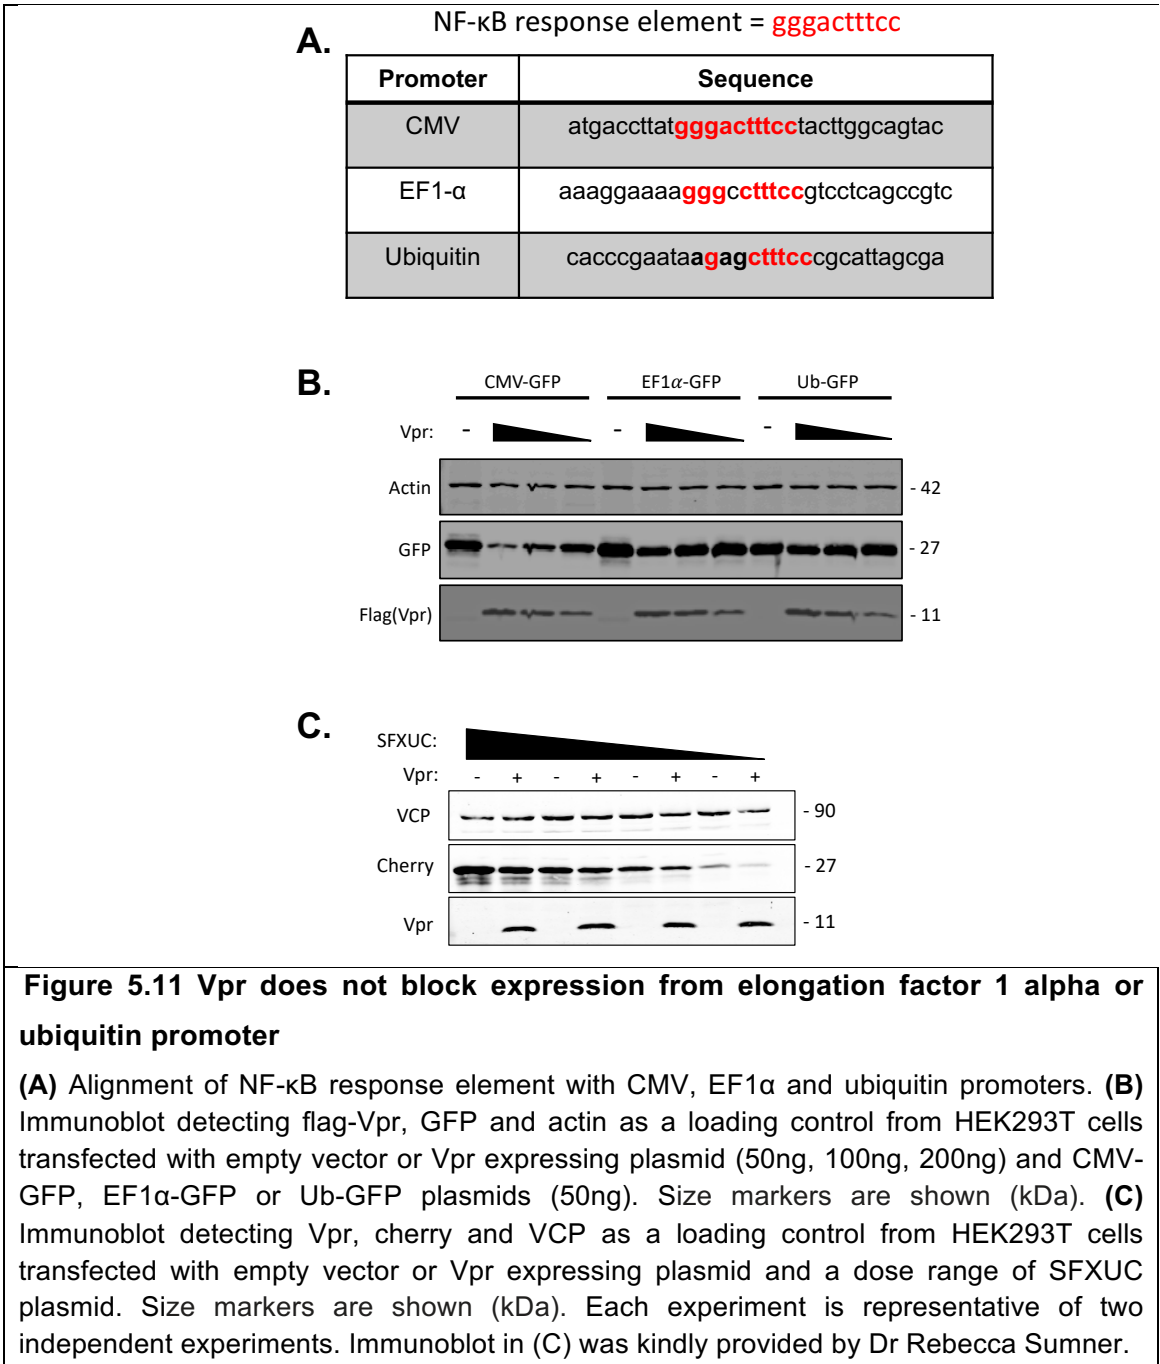 NF-κB response element = gggactttcc
A.
Promoter Sequence
CMV atgaccttatgggactttcctacttggcagtac
EF1-α aaaggaaaagggcctttccgtcctcagccgtc
Ubiquitin cacccgaataagagctttcccgcattagcga
B.
CMV-GFP EF1α-GFP Ub-GFP
Vpr: - - -
Actin - 42
GFP - 27
Flag(Vpr) - 11
C.
SFXUC:
Vpr: - + - + - + - +
VCP - 90
Cherry - 27
Vpr - 11
Figure 5.11 Vpr does not block expression from elongation factor 1 alpha or
ubiquitin promoter
(A) Alignment of NF-κB response element with CMV, EF1α and ubiquitin promoters. (B)
Immunoblot detecting flag-Vpr, GFP and actin as a loading control from HEK293T cells
transfected with empty vector or Vpr expressing plasmid (50ng, 100ng, 200ng) and CMV-
GFP, EF1α-GFP or Ub-GFP plasmids (50ng). Size markers are shown (kDa). (C)
Immunoblot detecting Vpr, cherry and VCP as a loading control from HEK293T cells
transfected with empty vector or Vpr expressing plasmid and a dose range of SFXUC
plasmid. Size markers are shown (kDa). Each experiment is representative of two
independent experiments. Immunoblot in (C) was kindly provided by Dr Rebecca Sumner.